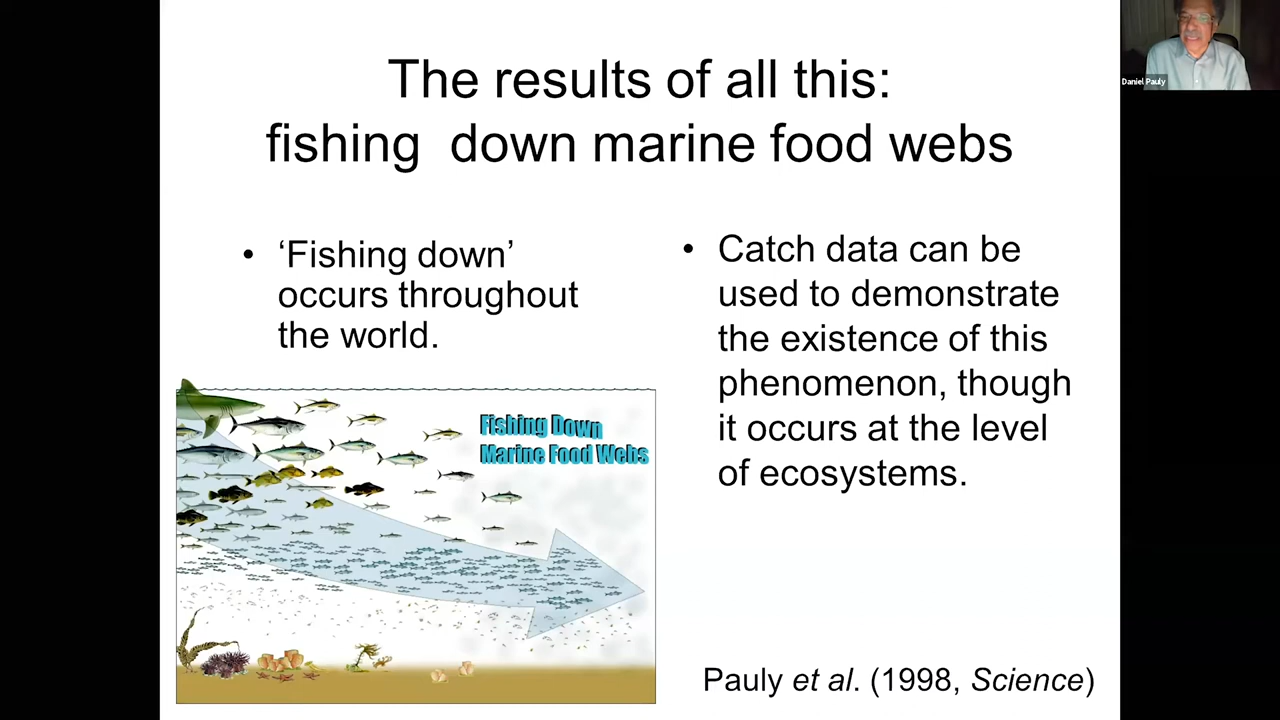 The results of all this:
fishing  down marine food webs
• ‘Fishing down’
occurs throughout
the world.
• Catch data can be
used to demonstrate
the existence of this
phenomenon, though
it occurs at the level
of ecosystems.
Fishing Down
Marine Food Webs
Pauly et al. (1998, Science)
Daniel Pauly